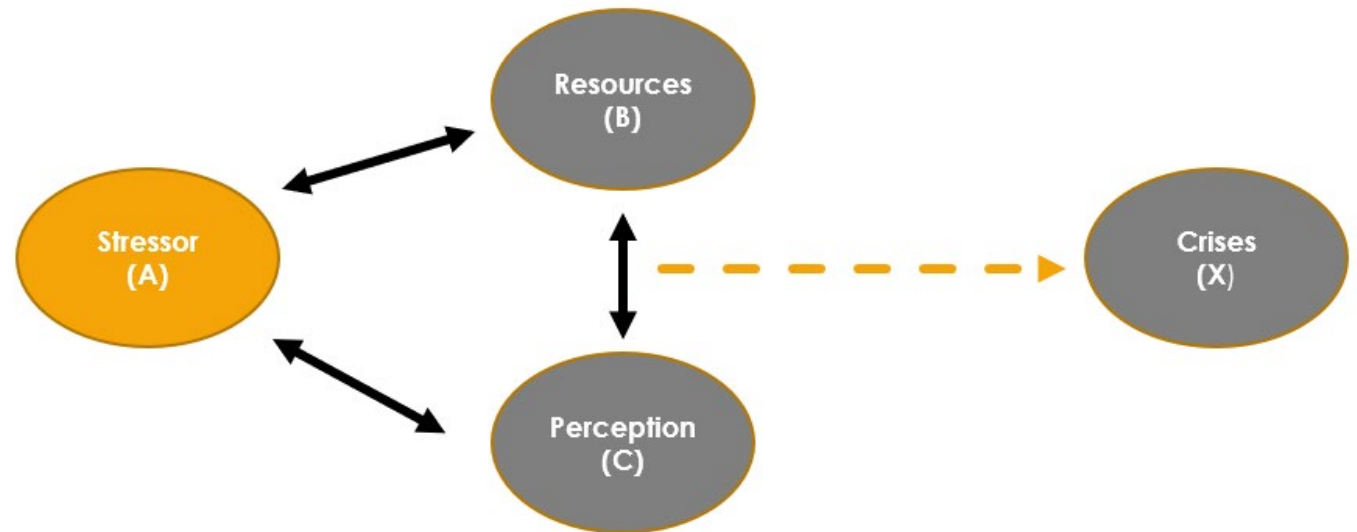 Resources
(B)
Stressor
(A)
Crises
(X)
Perception
(C)